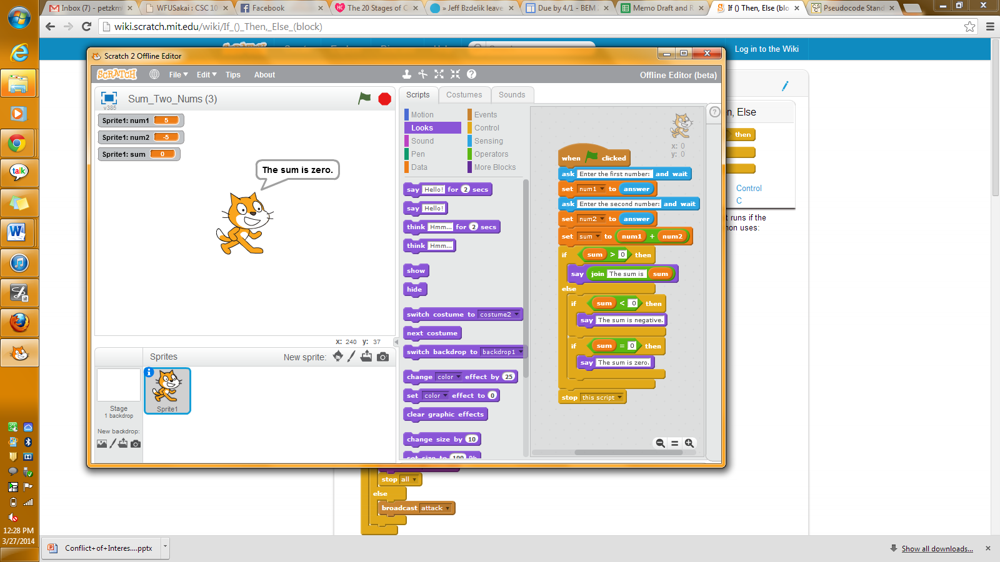 Inbox (7) - petzkm
WFUSakai : CSC 10
Facebook
The 20 Stages of C
» Jeff Bzdelik leave
Due by 4/1 - BEM
Memo Draft and R
If () Then, Else (bloc
Pseudocode Stand
wiki.scratch.mit.edu/wiki/If_()_Then,_Else_(block)
Log in to the Wiki
Scratch 2 Offline Editor
SCRATCH
File
Edit
Tips
About
Offline Editor (beta)
v385
Sum_Two_Nums (3)
Sprite1: num1 5
Sprite1: num2 -5
Sprite1: sum 0
The sum is zero.
x: 240 y: 37
Sprites
New sprite:
Sprite1
Stage
1 backdrop
New backdrop:
Scripts
Costumes
Sounds
Motion
Events
Looks
Control
Sound
Sensing
Pen
Operators
Data
More Blocks
say Hello! for 2 secs
say Hello!
think Hmm... for 2 secs
think Hmm...
show
hide
switch costume to costume2
next costume
switch backdrop to backdrop1
change color effect by 25
set color effect to 0
clear graphic effects
change size by 10
set size to 100 %
x: 0
y: 0
when clicked
ask Enter the first number: and wait
set num1 to answer
ask Enter the second number: and wait
set num2 to answer
set sum to num1 + num2
if sum > 0 then
say join The sum is sum
else
if sum < 0 then
say The sum is negative.
if sum = 0 then
say The sum is zero.
stop this script
n, Else
then
Control
C
t runs if the
non uses:
stop all
else
broadcast attack
talk
12:28 PM
3/27/2014
Conflict+of+Interes....pptx
Show all downloads...